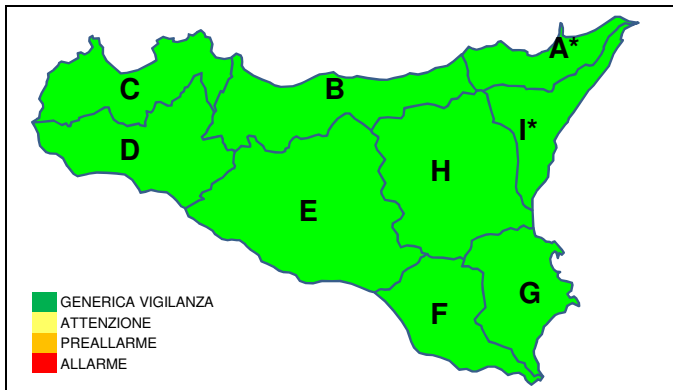 A*
C
B
I*
D
H
E
G
F
GENERICA VIGILANZA
ATTENZIONE
PREALLARME
ALLARME